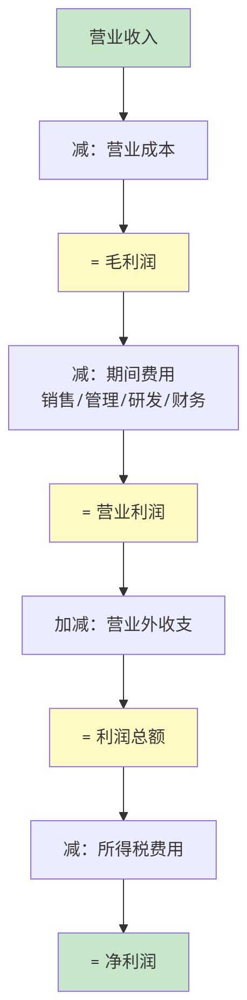 营业收入
减：营业成本
= 毛利润
减：期间费用
销售/管理/研发/财务
= 营业利润
加减：营业外收支
= 利润总额
减：所得税费用
= 净利润